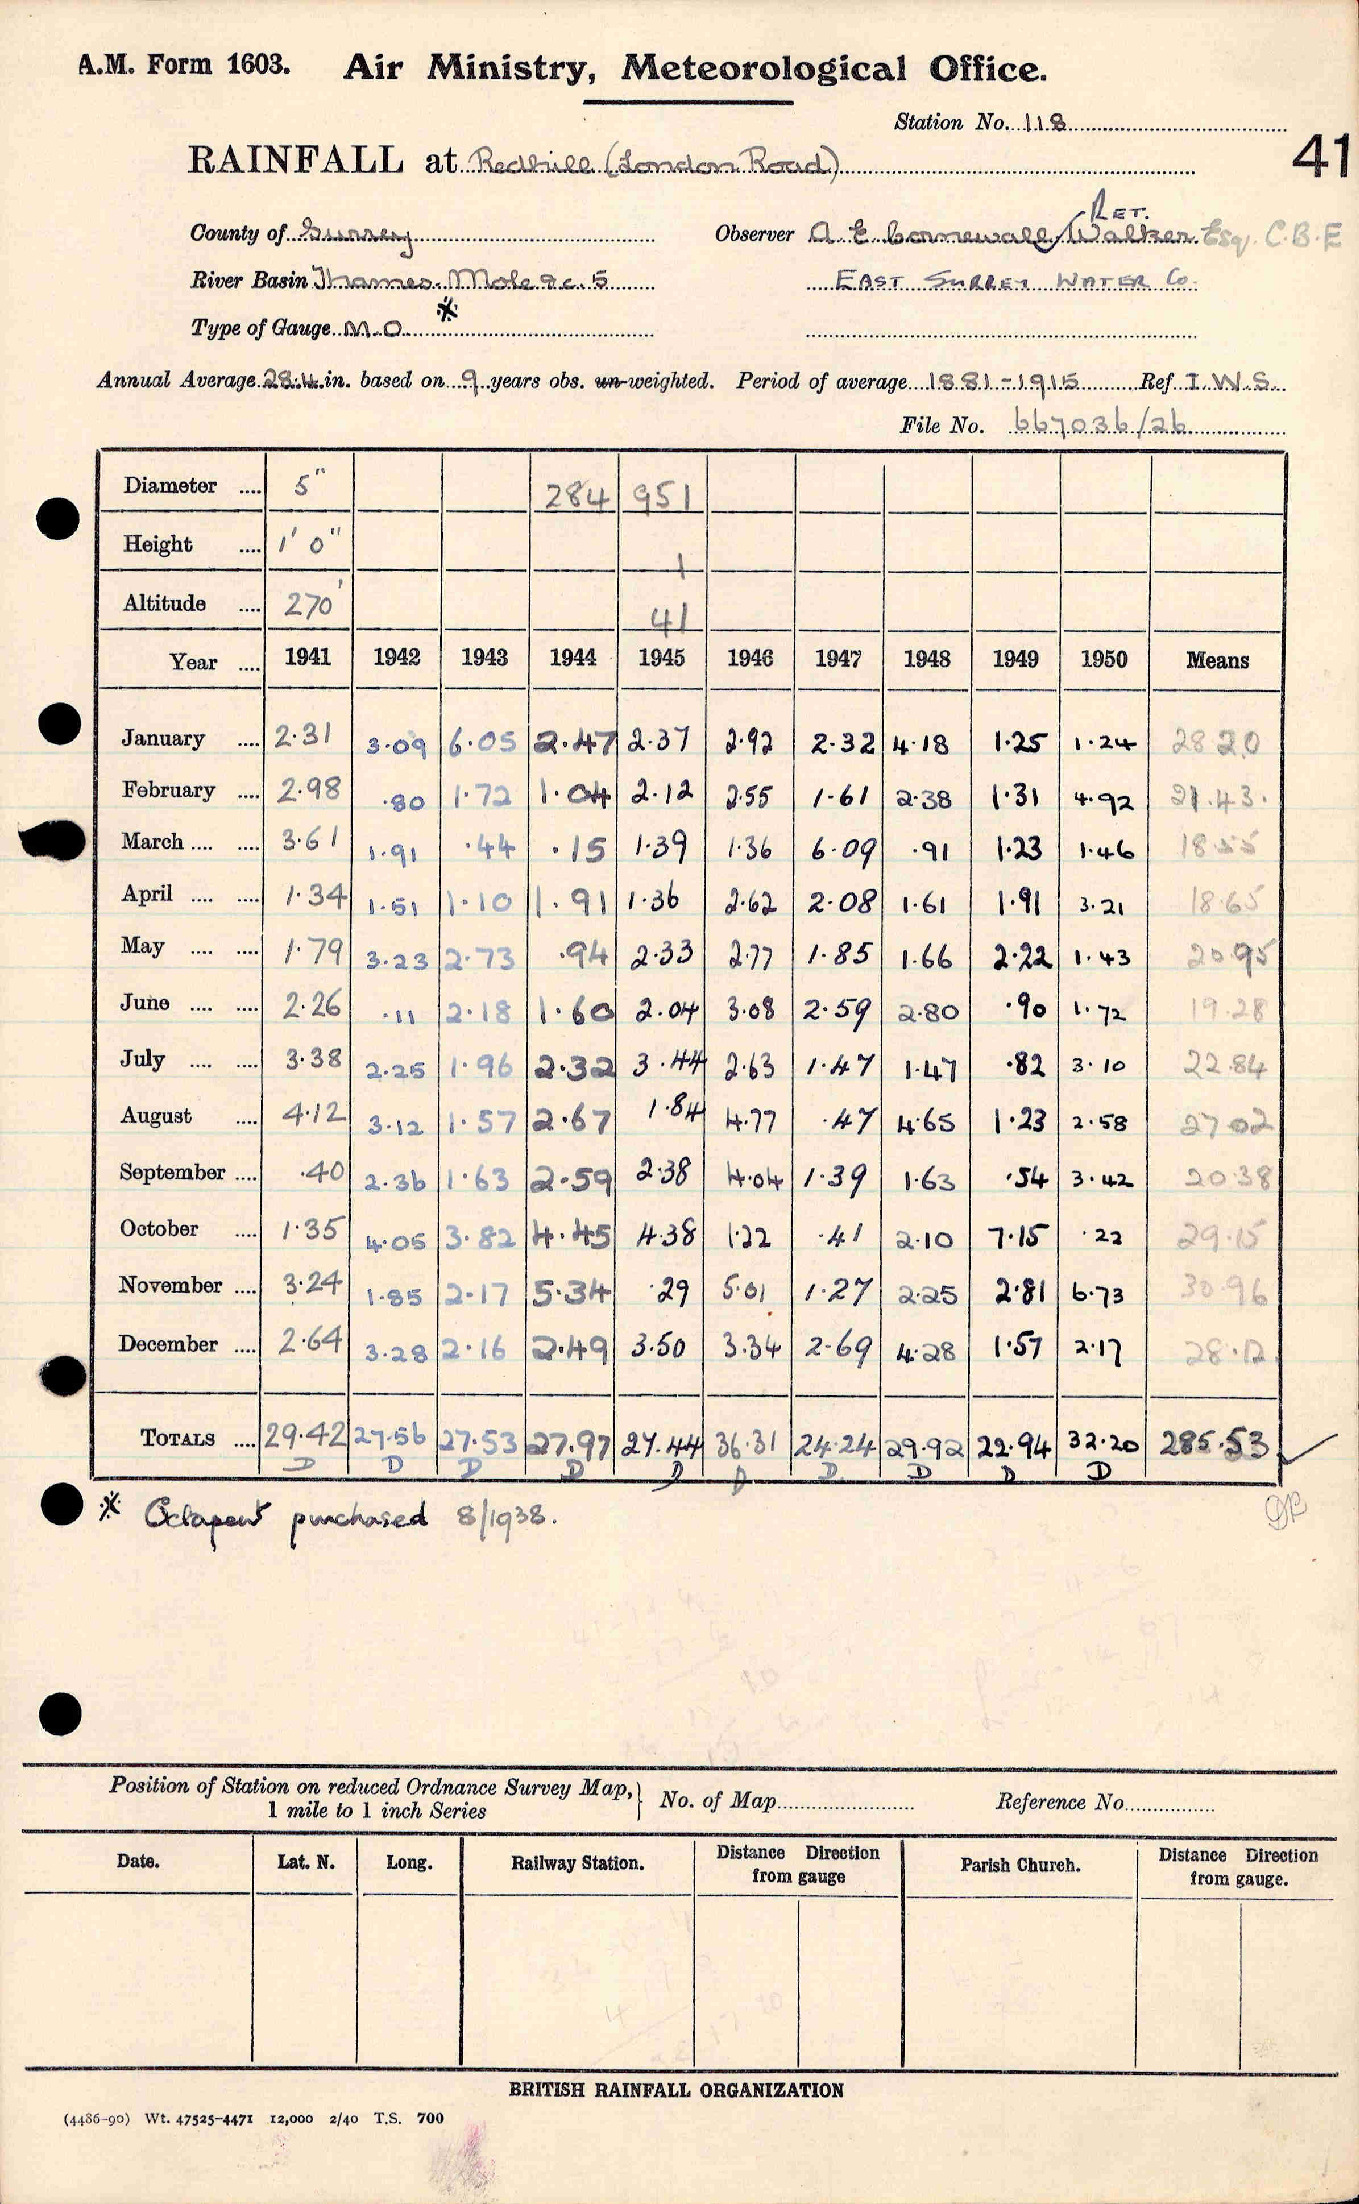 A.M. Form 1603. Air Ministry, Meteorological Office.
Station No. 118
41
RAINFALL at Redhill (London Road)
RET.
County of Surrey Observer A. E. Cornewall Walker Esq. C.B.E
River Basin Thames. Mole &c. 5 EAST SURREY WATER Co.
Type of Gauge M.O. *
Annual Average 28.4 in. based on 9 years obs. un-weighted. Period of average 1881-1915 Ref I.W.S.
File No. 667036/26
Diameter .... 5" 284 951
Height .... 1' 0" 1
Altitude .... 270' 41
Year .... 1941 1942 1943 1944 1945 1946 1947 1948 1949 1950 Means
January .... 2.31 3.09 6.05 2.47 2.37 2.92 2.32 4.18 1.25 1.24 28 20
February .... 2.98 .80 1.72 1.04 2.12 2.55 1.61 2.38 1.31 4.92 21.43.
March .... .... 3.61 1.91 .44 .15 1.39 1.36 6.09 .91 1.23 1.46 18.55
April .... .... 1.34 1.51 1.10 1.91 1.36 2.62 2.08 1.61 1.91 3.21 18.65
May .... .... 1.79 3.23 2.73 .94 2.33 2.77 1.85 1.66 2.22 1.43 20.95
June .... .... 2.26 .11 2.18 1.60 2.04 3.08 2.59 2.80 .90 1.72 19.28
July .... .... 3.38 2.25 1.96 2.32 3.44 2.63 1.47 1.47 .82 3.10 22.84
August .... 4.12 3.12 1.57 2.67 1.84 4.77 .47 4.65 1.23 2.58 27 02
September .... .40 2.36 1.63 2.59 2.38 4.04 1.39 1.63 .54 3.42 20.38
October .... 1.35 4.05 3.82 4.45 4.38 1.22 .41 2.10 7.15 .22 29.15
November .... 3.24 1.85 2.17 5.34 .29 5.01 1.27 2.25 2.81 6.73 30.96
December .... 2.64 3.28 2.16 2.49 3.50 3.34 2.69 4.28 1.57 2.17 28.12
TOTALS .... 29.42 27.56 27.53 27.97 27.44 36.31 24.24 29.92 22.94 32.20 285.53
D D D D D D D D D D
* Octapent purchased 8/1938.
Position of Station on reduced Ordnance Survey Map,
1 mile to 1 inch Series } No. of Map Reference No.
Date. Lat. N. Long. Railway Station. Distance Direction from gauge Parish Church. Distance Direction from gauge.
BRITISH RAINFALL ORGANIZATION
(4486-90) Wt. 47525-4471 12,000 2/40 T.S. 700